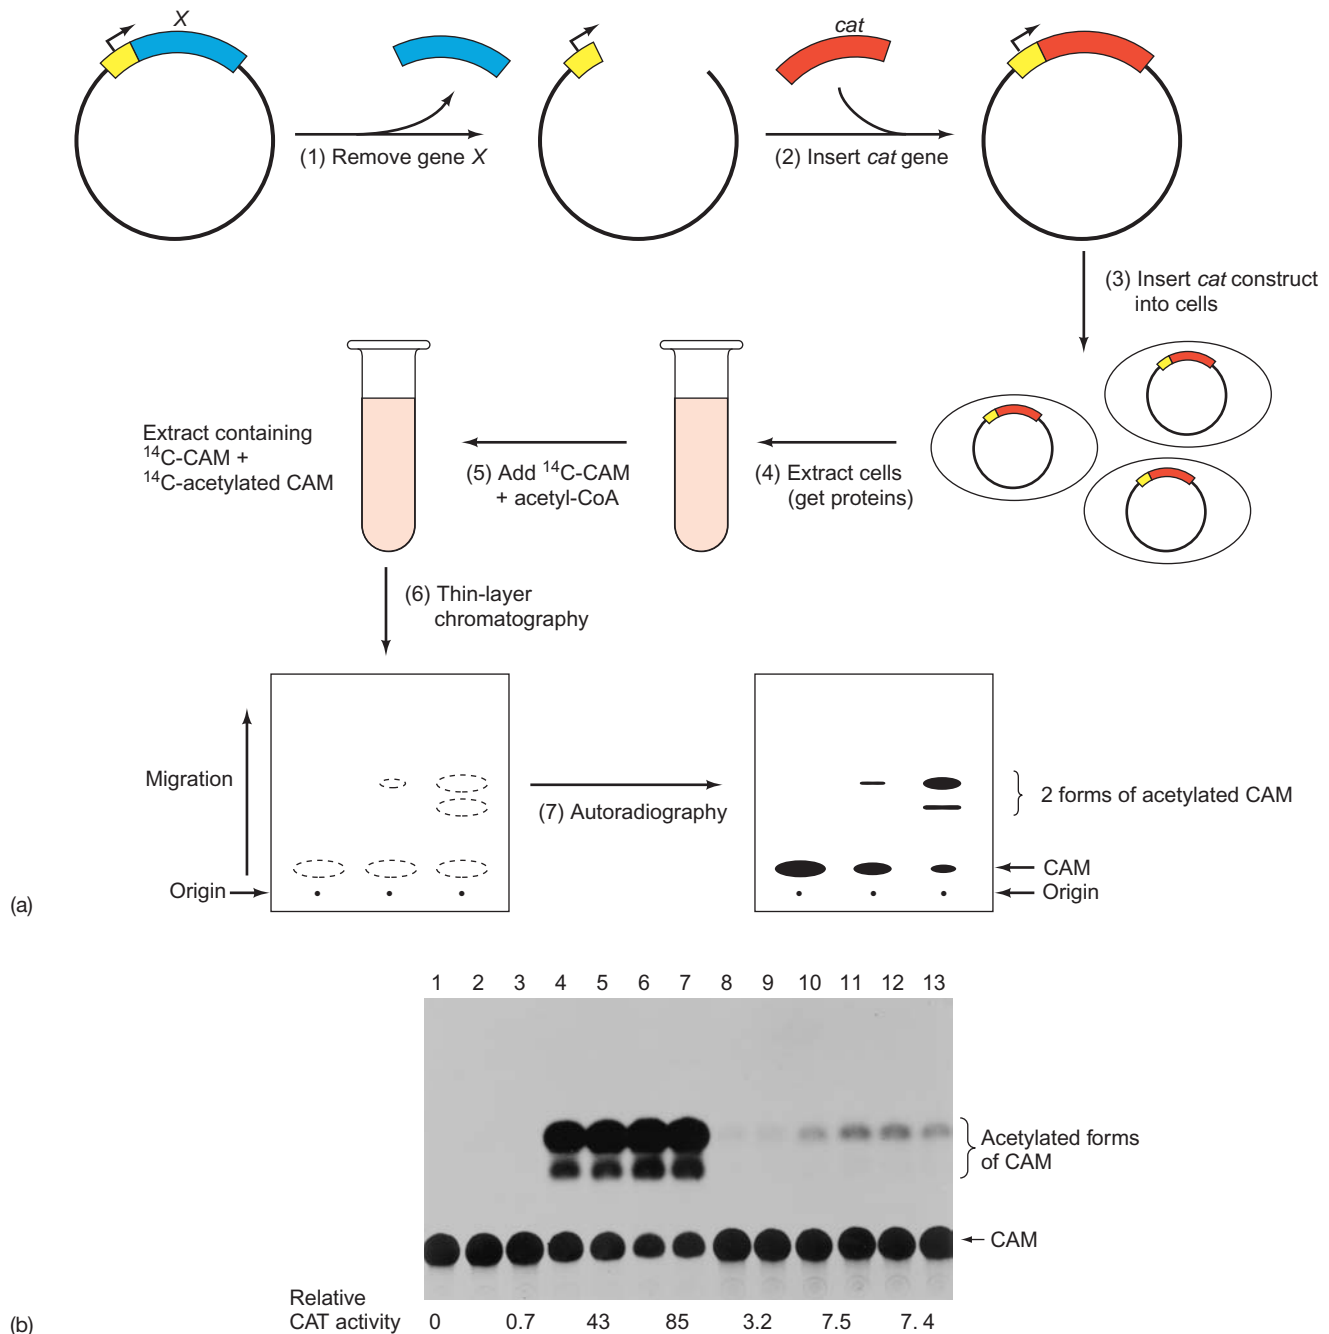 X
cat
(1) Remove gene X
(2) Insert cat gene
(3) Insert cat construct
into cells
Extract containing
¹⁴C-CAM +
¹⁴C-acetylated CAM
(5) Add ¹⁴C-CAM
+ acetyl-CoA
(4) Extract cells
(get proteins)
(6) Thin-layer
chromatography
Migration
(7) Autoradiography
2 forms of acetylated CAM
CAM
Origin
Origin
(a)
1 2 3 4 5 6 7 8 9 10 11 12 13
Acetylated forms
of CAM
CAM
Relative
CAT activity 0 0.7 43 85 3.2 7.5 7.4
(b)